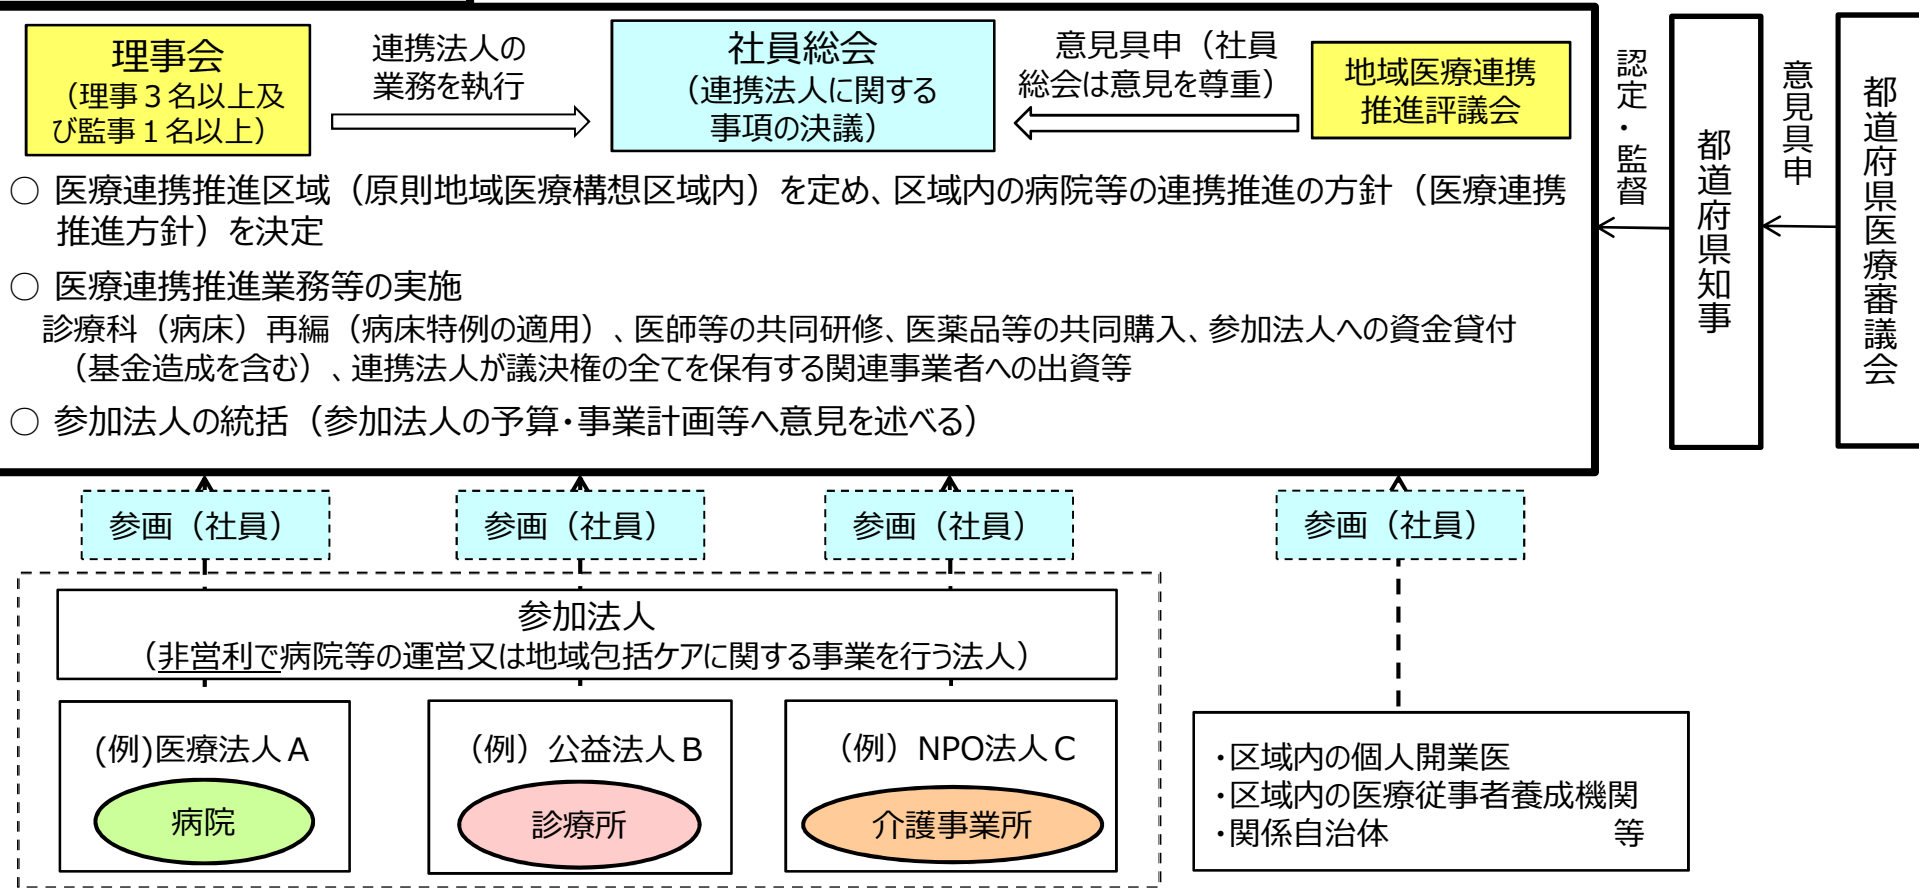 理事会
（理事３名以上及
び監事１名以上）
連携法人の
業務を執行
社員総会
（連携法人に関する
事項の決議）
意見具申（社員
総会は意見を尊重）
地域医療連携
推進評議会
認定・監督
都道府県知事
意見具申
都道府県医療審議会
○ 医療連携推進区域（原則地域医療構想区域内）を定め、区域内の病院等の連携推進の方針（医療連携
推進方針）を決定
○ 医療連携推進業務等の実施
診療科（病床）再編（病床特例の適用）、医師等の共同研修、医薬品等の共同購入、参加法人への資金貸付
（基金造成を含む）、連携法人が議決権の全てを保有する関連事業者への出資等
○ 参加法人の統括（参加法人の予算・事業計画等へ意見を述べる）
参画（社員）
参画（社員）
参画（社員）
参画（社員）
参加法人
（非営利で病院等の運営又は地域包括ケアに関する事業を行う法人）
(例)医療法人Ａ
病院
（例）公益法人Ｂ
診療所
（例）NPO法人Ｃ
介護事業所
・区域内の個人開業医
・区域内の医療従事者養成機関
・関係自治体　　　　　　　等